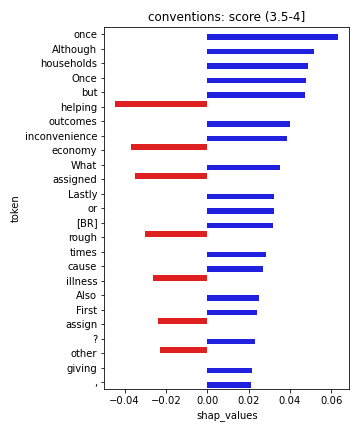 conventions: score (3.5-4]
once
Although
households
Once
but
helping
outcomes
inconvenience
economy
What
assigned
Lastly
or
[BR]
rough
times
cause
illness
Also
First
assign
?
other
giving
,
token
−0.04 −0.02 0.00 0.02 0.04 0.06
shap_values